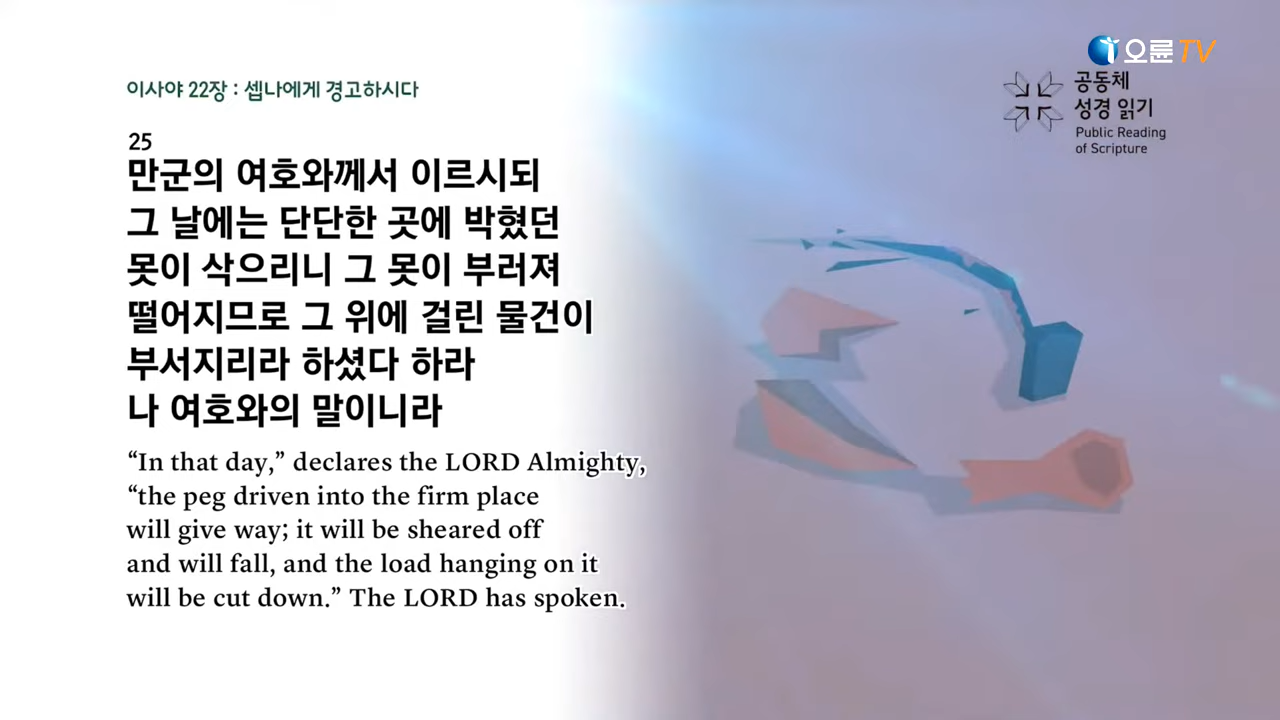 오륜TV
공동체
성경 읽기
Public Reading
of Scripture
이사야 22장 : 셉나에게 경고하시다
25
만군의 여호와께서 이르시되
그 날에는 단단한 곳에 박혔던
못이 삭으리니 그 못이 부러져
떨어지므로 그 위에 걸린 물건이
부서지리라 하셨다 하라
나 여호와의 말이니라
“In that day,” declares the LORD Almighty,
“the peg driven into the firm place
will give way; it will be sheared off
and will fall, and the load hanging on it
will be cut down.” The LORD has spoken.